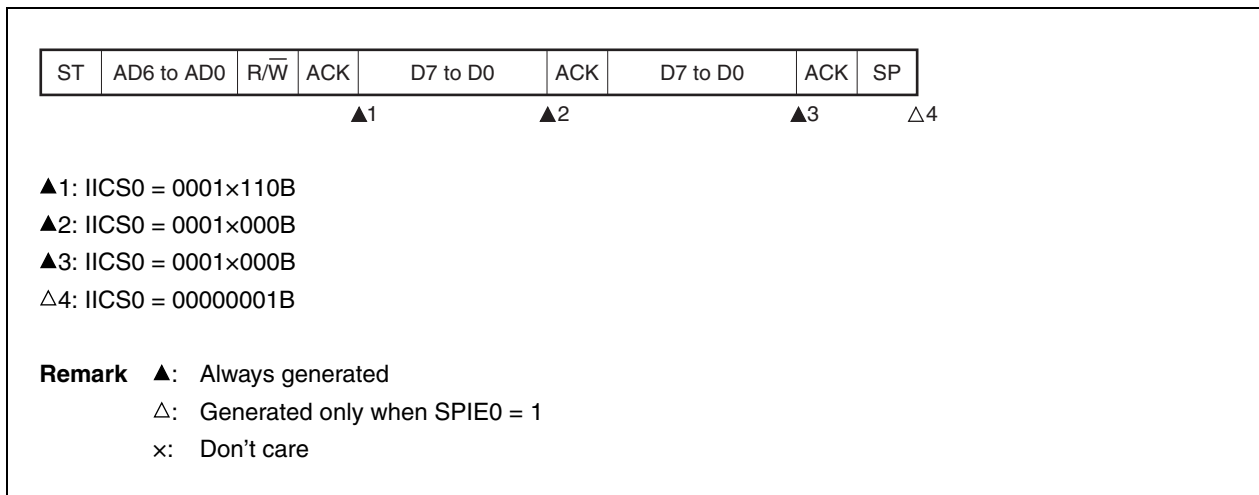 ST AD6 to AD0 R/W̅ ACK D7 to D0 ACK D7 to D0 ACK SP
▲1 ▲2 ▲3 △4
▲1: IICS0 = 0001×110B
▲2: IICS0 = 0001×000B
▲3: IICS0 = 0001×000B
△4: IICS0 = 00000001B
Remark ▲: Always generated
△: Generated only when SPIE0 = 1
×: Don't care